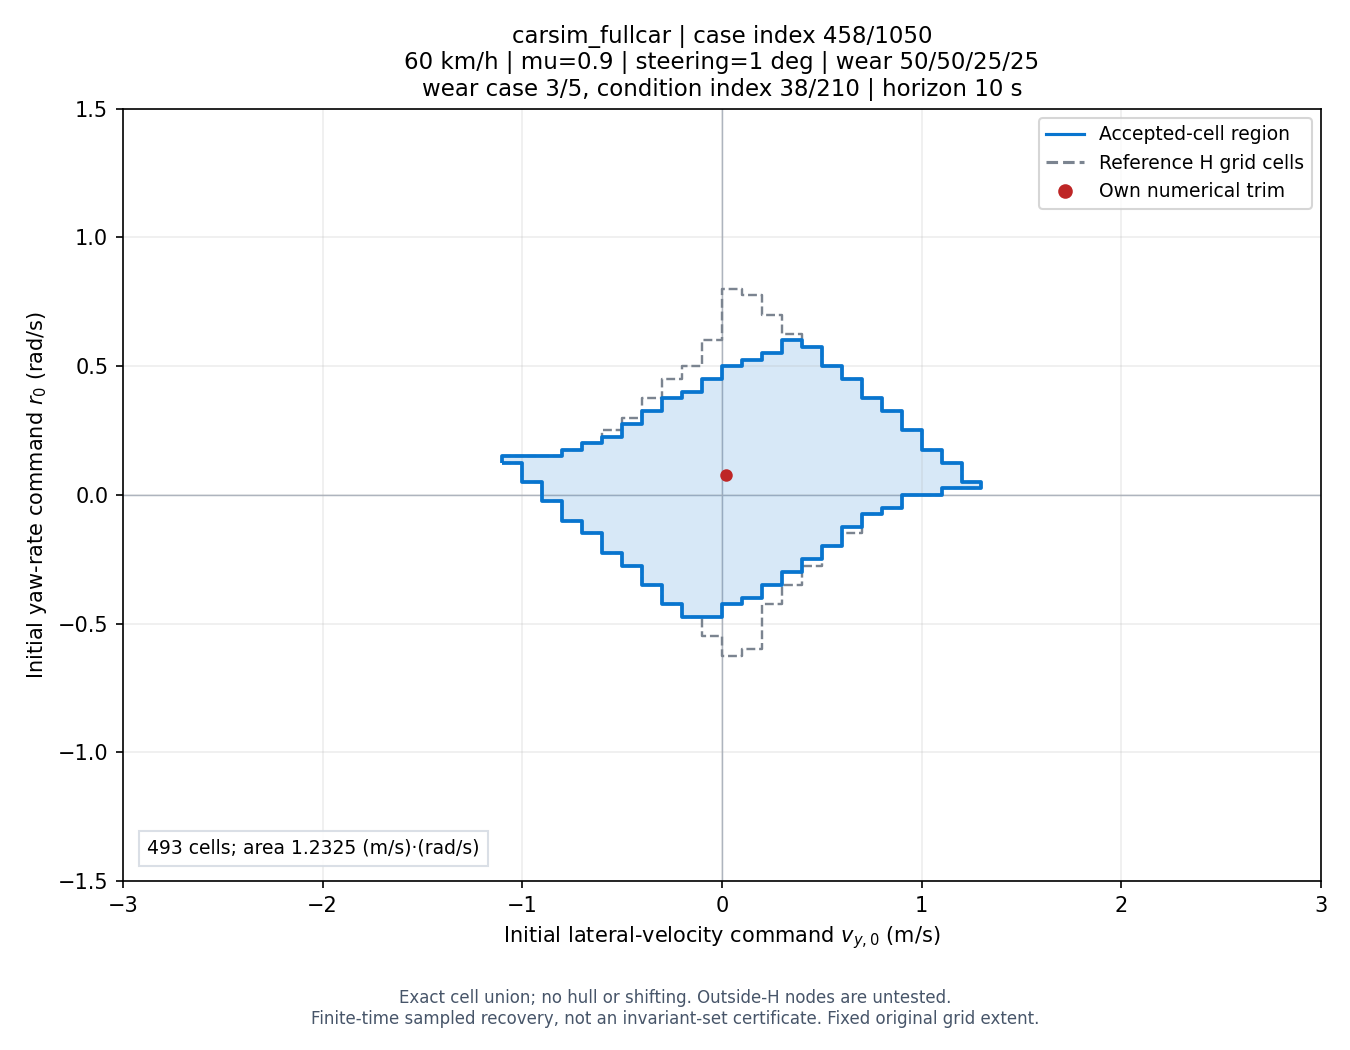 carsim_fullcar | case index 458/1050
60 km/h | mu=0.9 | steering=1 deg | wear 50/50/25/25
wear case 3/5, condition index 38/210 | horizon 10 s
Accepted-cell region
Reference H grid cells
Own numerical trim
1.5
1.0
0.5
0.0
−0.5
−1.0
−1.5
Initial yaw-rate command r₀ (rad/s)
493 cells; area 1.2325 (m/s)·(rad/s)
−3
−2
−1
0
1
2
3
Initial lateral-velocity command v_{y,0} (m/s)
Exact cell union; no hull or shifting. Outside-H nodes are untested.
Finite-time sampled recovery, not an invariant-set certificate. Fixed original grid extent.